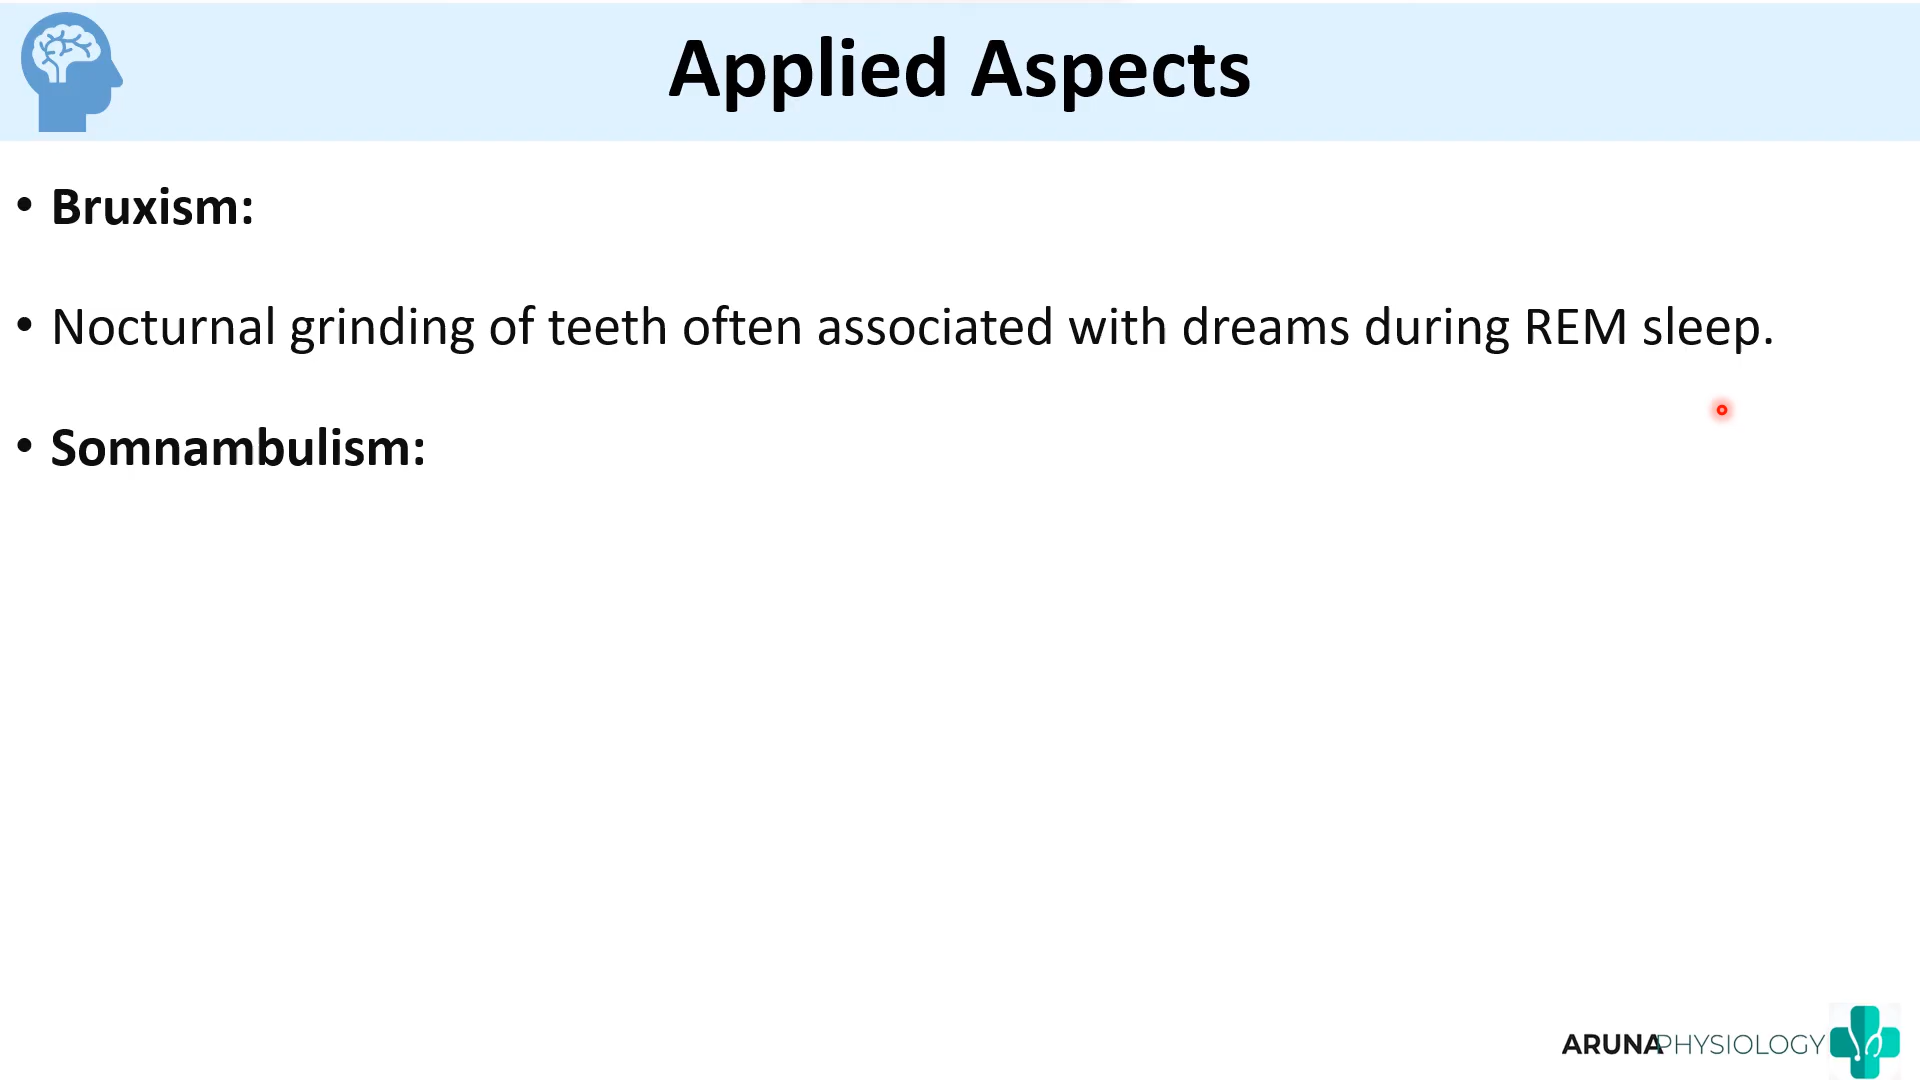 Applied Aspects
• Bruxism:
• Nocturnal grinding of teeth often associated with dreams during REM sleep.
• Somnambulism:
ARUNAPHYSIOLOGY